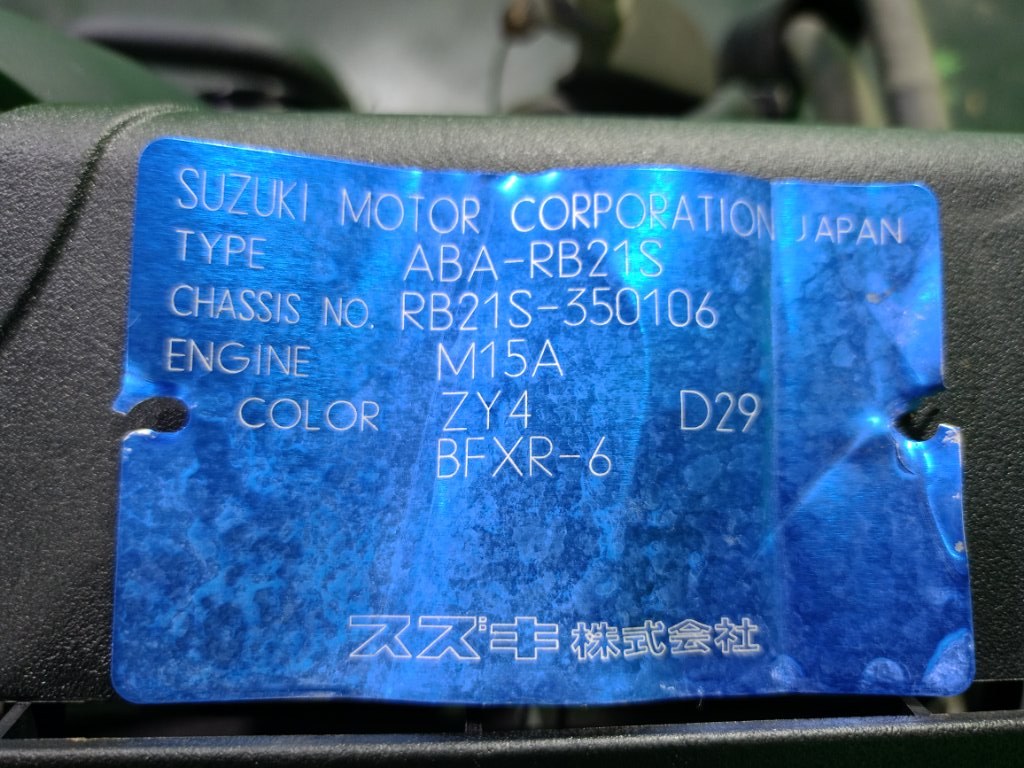 SUZUKI MOTOR CORPORATION JAPAN
TYPE ABA-RB21S
CHASSIS NO. RB21S-350106
ENGINE M15A
COLOR ZY4 D29
BFXR-6
スズキ株式会社